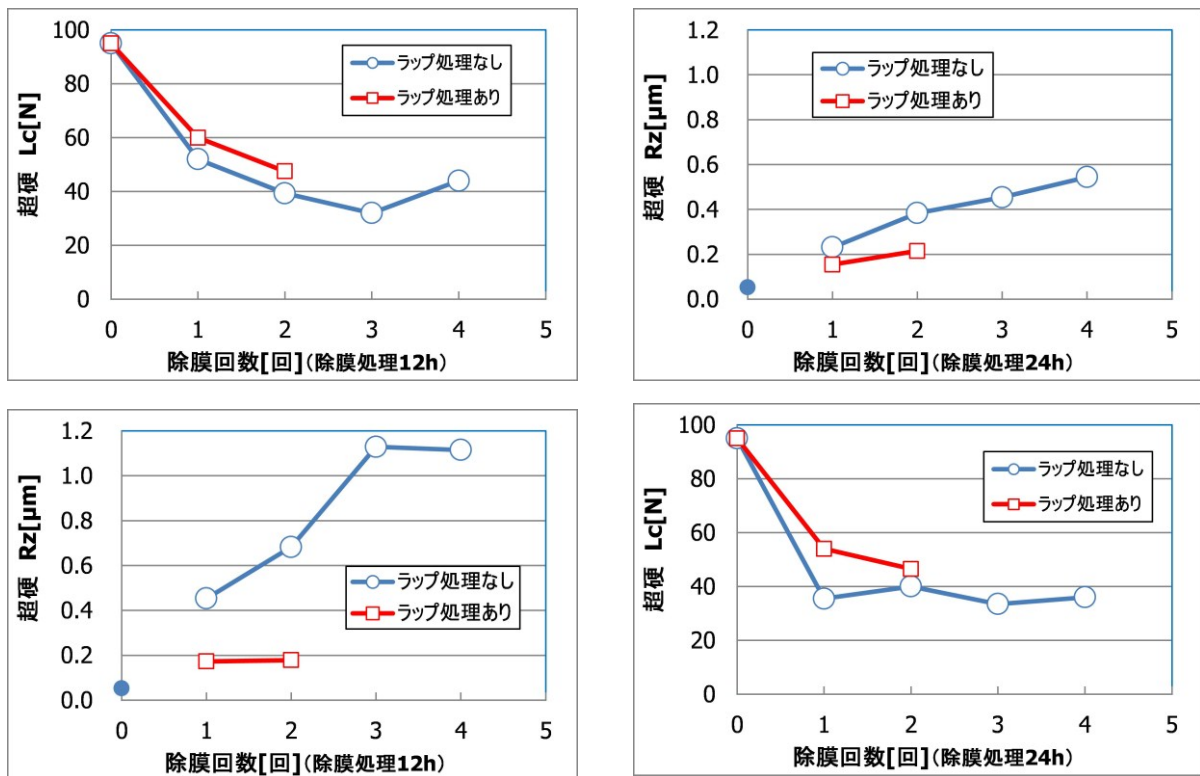 超硬 Lc[N]
100
80
60
40
20
0
ラップ処理なし
ラップ処理あり
0 1 2 3 4 5
除膜回数[回](除膜処理12h)
超硬 Rz[μm]
1.2
1.0
0.8
0.6
0.4
0.2
0.0
ラップ処理なし
ラップ処理あり
0 1 2 3 4 5
除膜回数[回](除膜処理24h)
超硬 Rz[μm]
1.2
1.0
0.8
0.6
0.4
0.2
0.0
ラップ処理なし
ラップ処理あり
0 1 2 3 4 5
除膜回数[回](除膜処理12h)
超硬 Lc[N]
100
80
60
40
20
0
ラップ処理なし
ラップ処理あり
0 1 2 3 4 5
除膜回数[回](除膜処理24h)